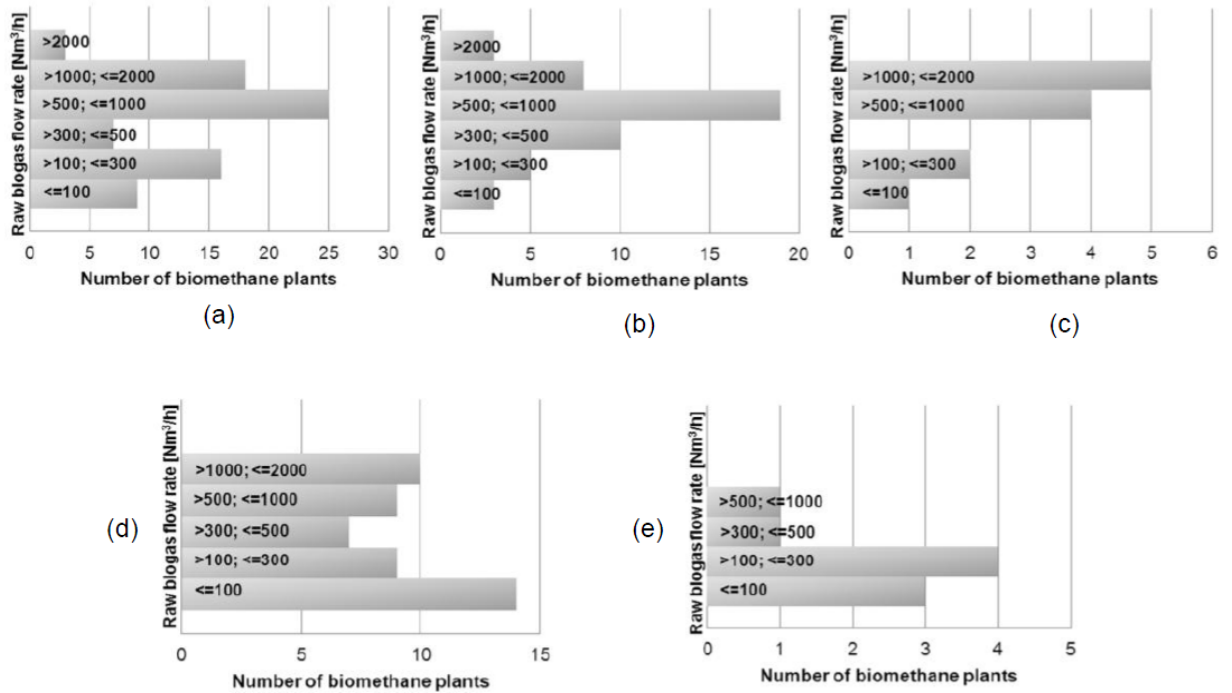 Raw biogas flow rate [Nm³/h]
>2000
>1000; <=2000
>500; <=1000
>300; <=500
>100; <=300
<=100
0 5 10 15 20 25 30
Number of biomethane plants
(a)
Raw biogas flow rate [Nm³/h]
>2000
>1000; <=2000
>500; <=1000
>300; <=500
>100; <=300
<=100
0 5 10 15 20
Number of biomethane plants
(b)
Raw biogas flow rate [Nm³/h]
>1000; <=2000
>500; <=1000
>100; <=300
<=100
0 1 2 3 4 5 6
Number of biomethane plants
(c)
Raw biogas flow rate [Nm³/h]
>1000; <=2000
>500; <=1000
>300; <=500
>100; <=300
<=100
0 5 10 15
Number of biomethane plants
(d)
Raw biogas flow rate [Nm³/h]
>500; <=1000
>300; <=500
>100; <=300
<=100
0 1 2 3 4 5
Number of biomethane plants
(e)